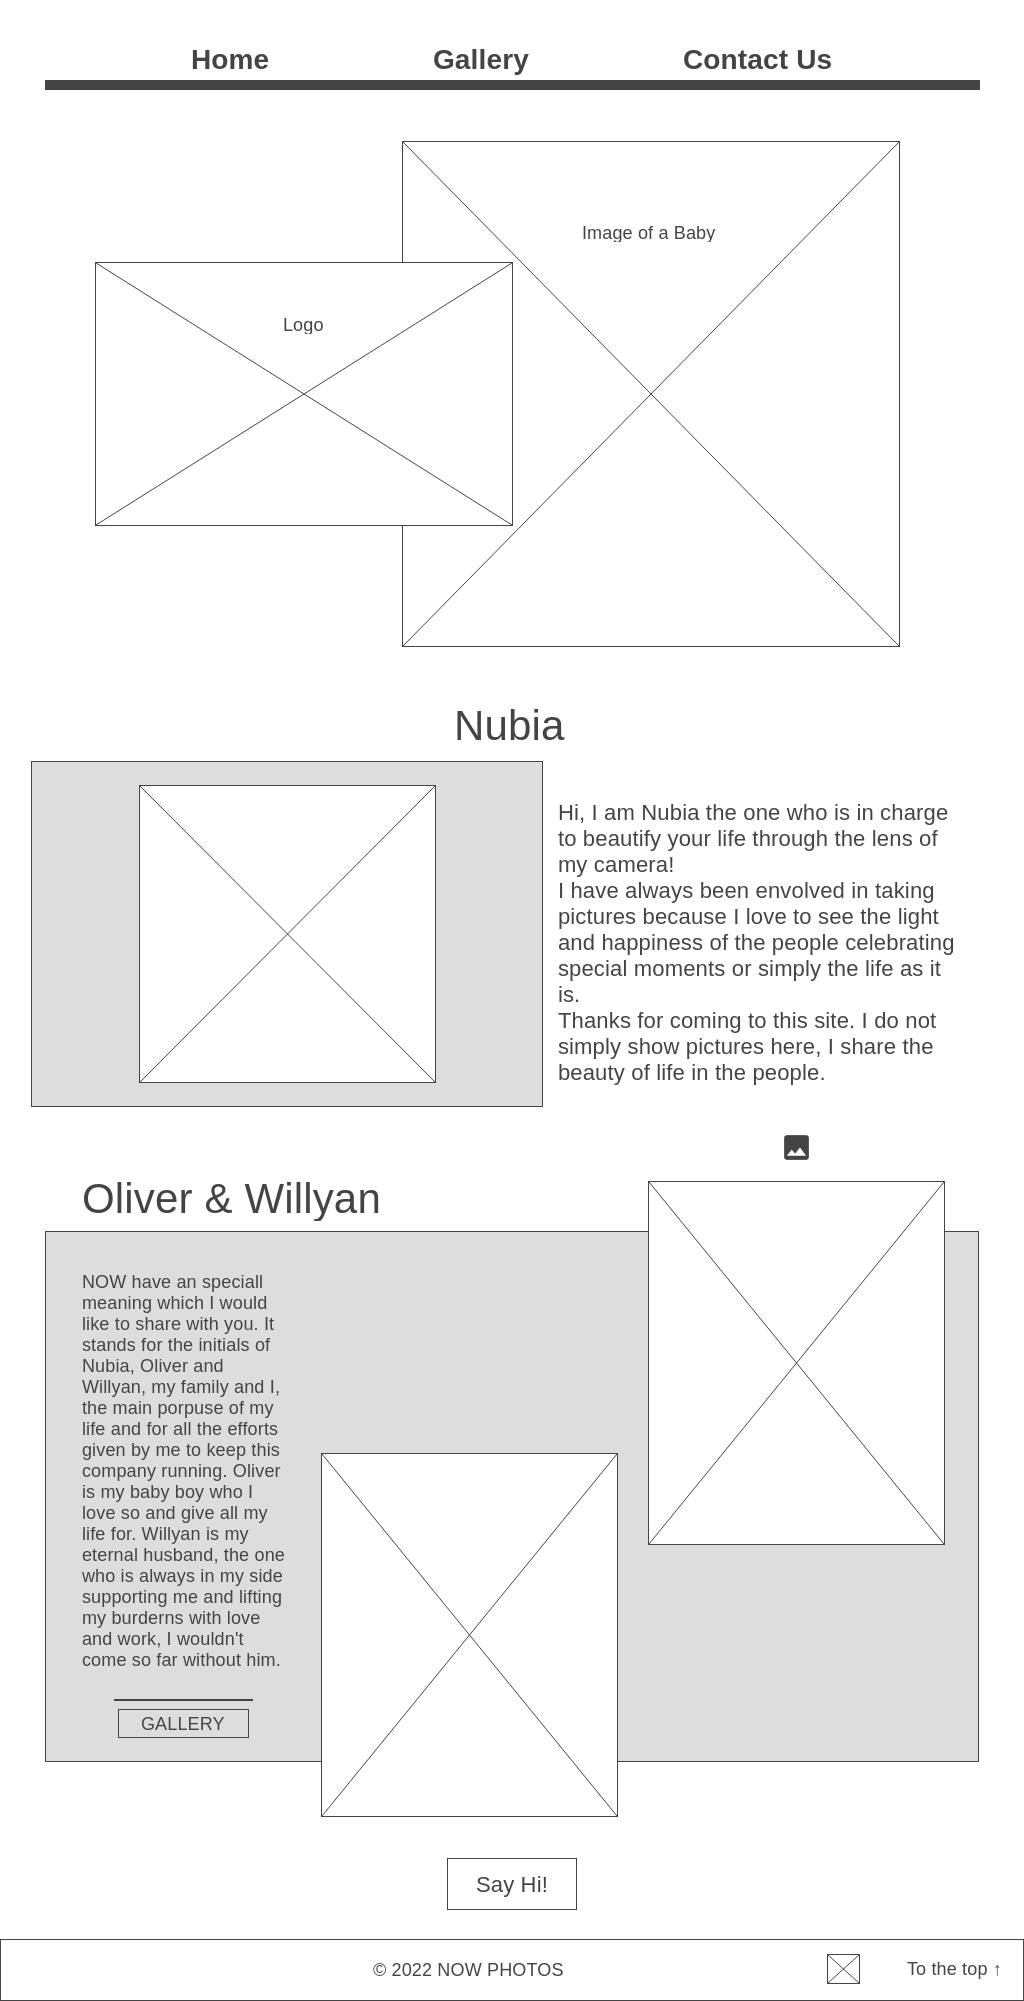 Home
Gallery
Contact Us
Image of a Baby
Logo
Nubia
Hi, I am Nubia the one who is in charge
to beautify your life through the lens of
my camera!
I have always been envolved in taking
pictures because I love to see the light
and happiness of the people celebrating
special moments or simply the life as it
is.
Thanks for coming to this site. I do not
simply show pictures here, I share the
beauty of life in the people.
Oliver & Willyan
NOW have an speciall
meaning which I would
like to share with you. It
stands for the initials of
Nubia, Oliver and
Willyan, my family and I,
the main porpuse of my
life and for all the efforts
given by me to keep this
company running. Oliver
is my baby boy who I
love so and give all my
life for. Willyan is my
eternal husband, the one
who is always in my side
supporting me and lifting
my burderns with love
and work, I wouldn't
come so far without him.
GALLERY
Say Hi!
© 2022 NOW PHOTOS
To the top ↑